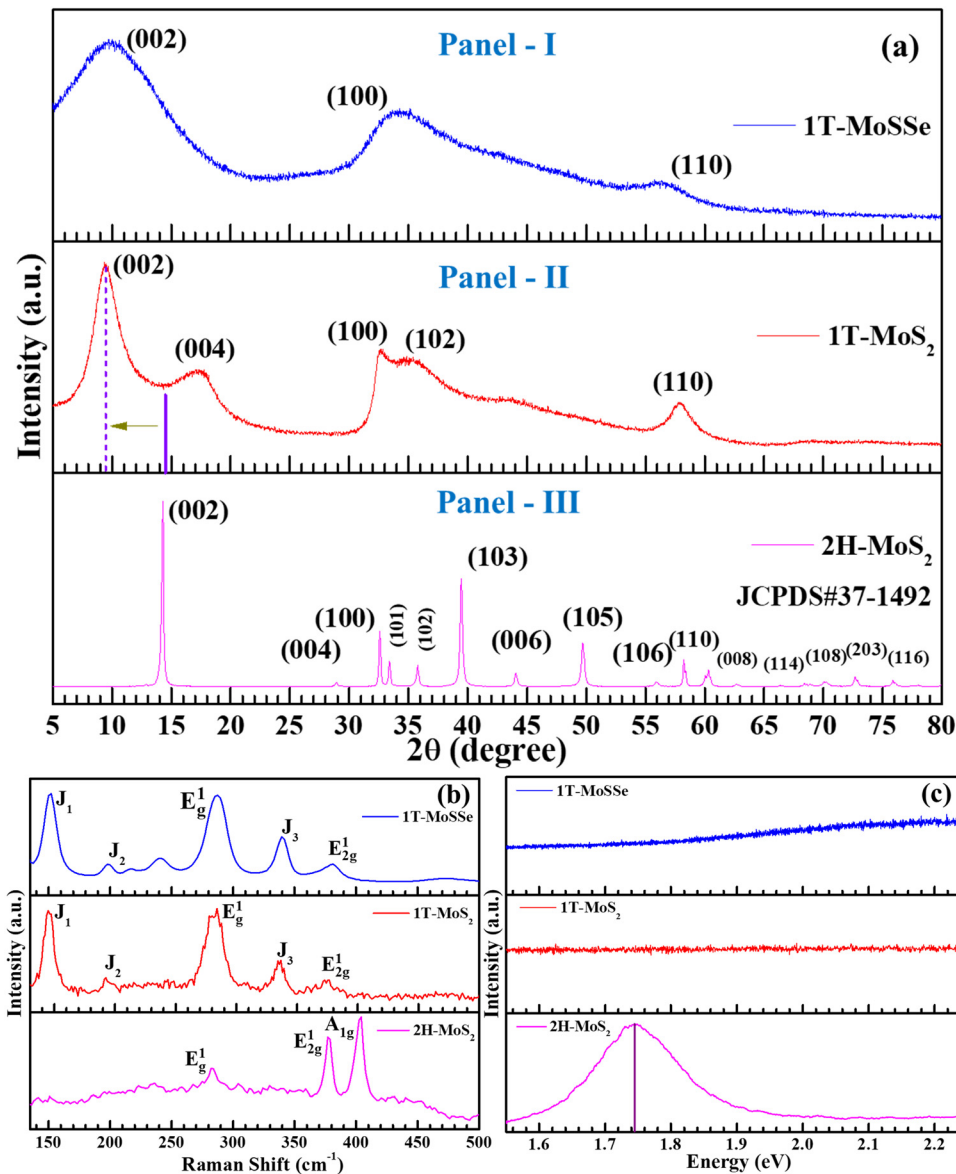 Panel - I
(a)
(002)
(100)
(110)
1T-MoSSe
Panel - II
(002)
(004)
(100)
(102)
(110)
1T-MoS2
Intensity (a.u.)
Panel - III
(002)
(004)
(100)
(101)
(102)
(103)
(006)
(105)
(106)
(110)
(008)
(114)
(108)
(203)
(116)
2H-MoS2
JCPDS#37-1492
5 10 15 20 25 30 35 40 45 50 55 60 65 70 75 80
2θ (degree)
(b)
1T-MoSSe
J1
J2
E1g
J3
E12g
1T-MoS2
J1
J2
E1g
J3
E12g
2H-MoS2
E1g
E12g
A1g
Intensity (a.u.)
150 200 250 300 350 400 450 500
Raman Shift (cm-1)
(c)
1T-MoSSe
1T-MoS2
2H-MoS2
Intensity (a.u.)
1.6 1.7 1.8 1.9 2.0 2.1 2.2
Energy (eV)